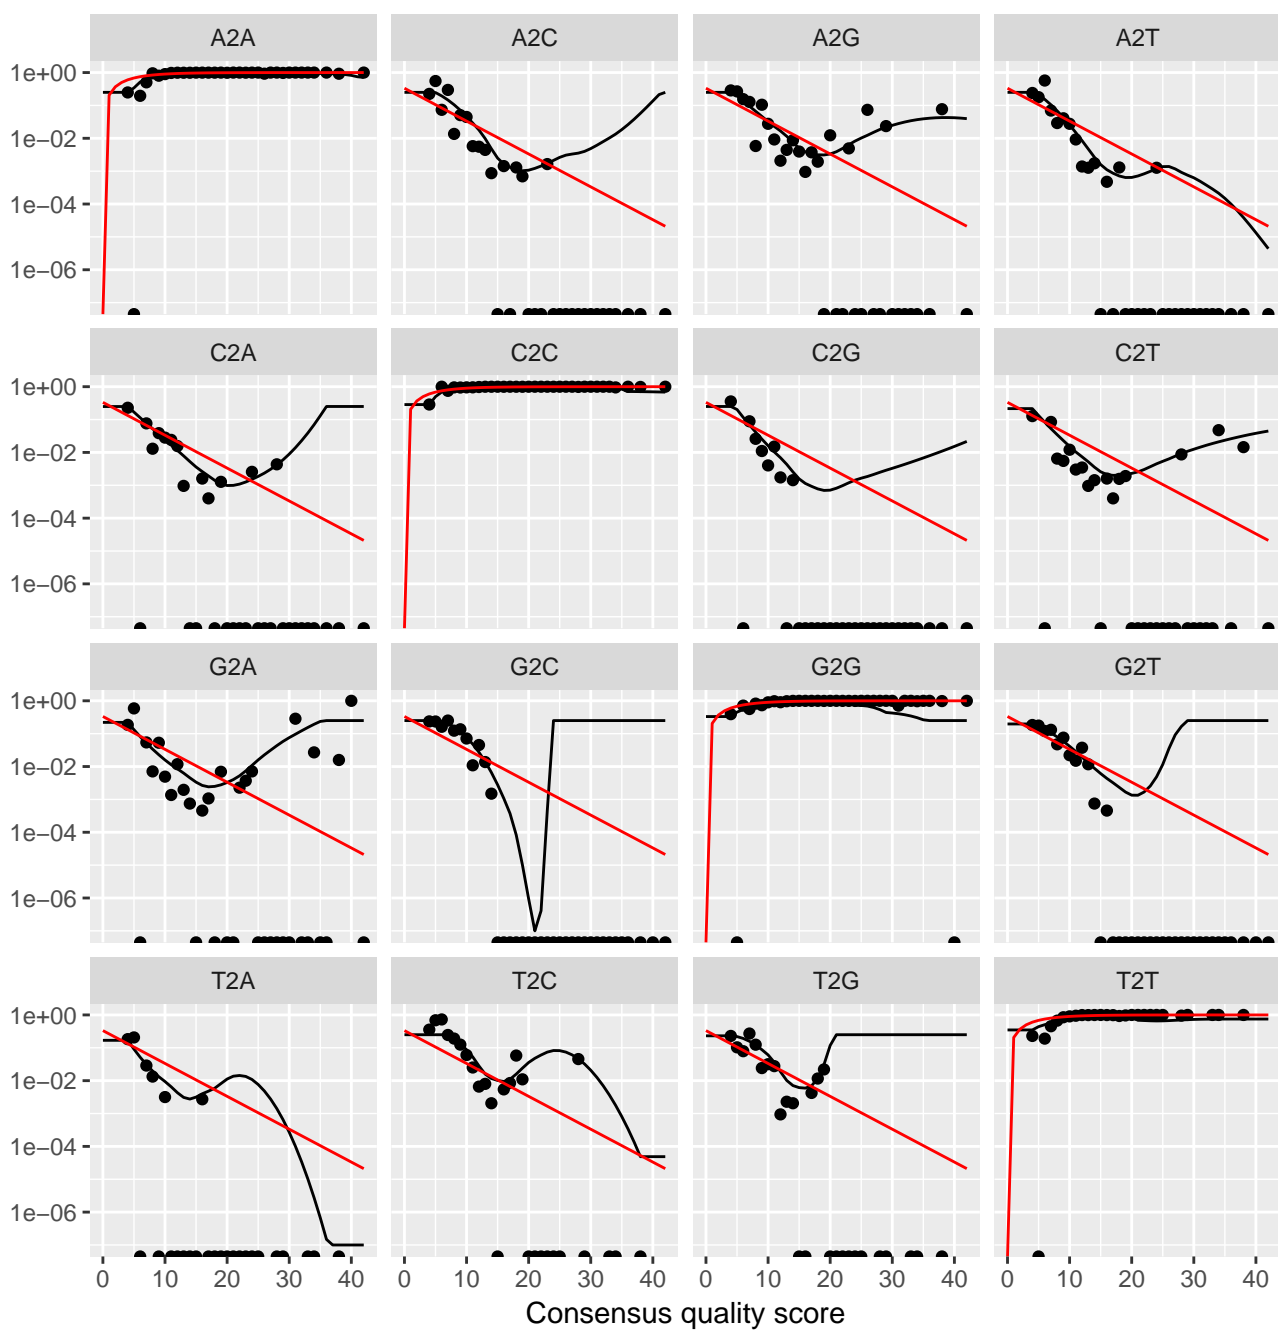 A2A A2C A2G A2T
1e+00
1e−02
1e−04
1e−06
C2A C2C C2G C2T
1e+00
1e−02
1e−04
1e−06
G2A G2C G2G G2T
1e+00
1e−02
1e−04
1e−06
T2A T2C T2G T2T
1e+00
1e−02
1e−04
1e−06
0 10 20 30 40 0 10 20 30 40 0 10 20 30 40 0 10 20 30 40
Consensus quality score